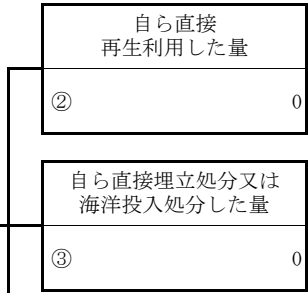 自ら直接
再生利用した量
② 0
自ら直接埋立処分又は
海洋投入処分した量
③ 0